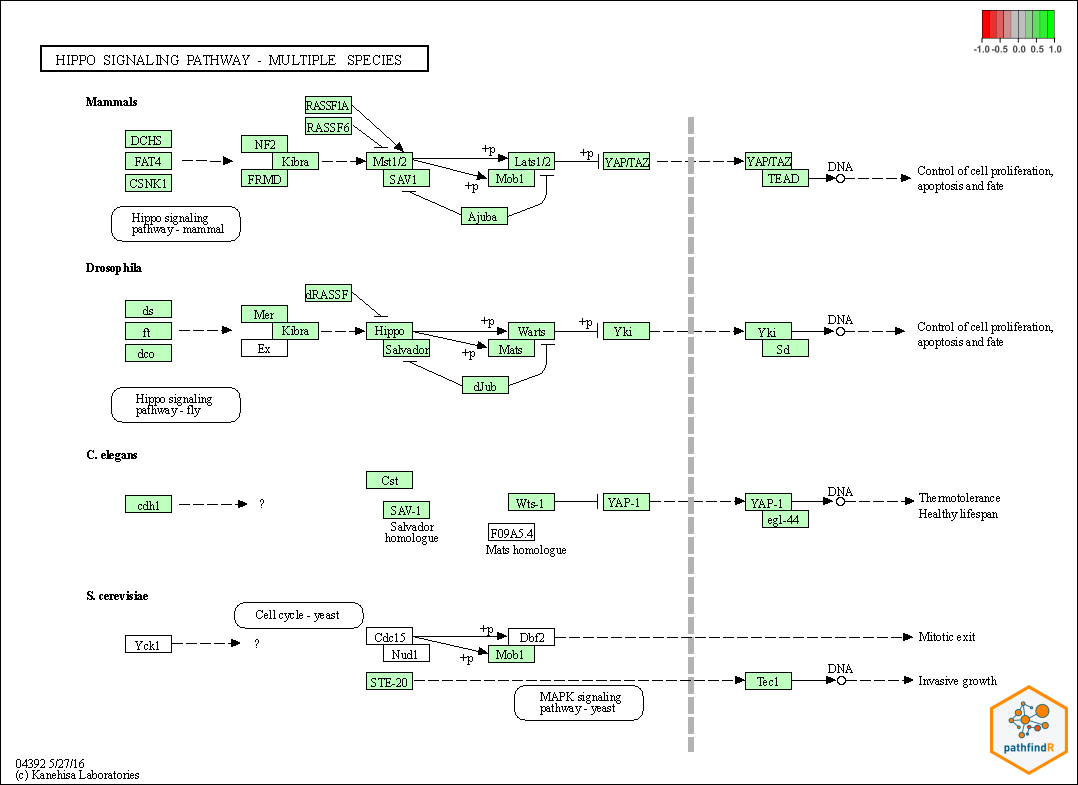 -1.0 -0.5 0.0 0.5 1.0
HIPPO SIGNALING PATHWAY - MULTIPLE SPECIES
Mammals
RASSF1A
RASSF6
DCHS
FAT4
CSNK1
NF2
Kibra
FRMD
Mst1/2
SAV1
+p
+p
Lats1/2
Mob1
+p
YAP/TAZ
YAP/TAZ
TEAD
DNA
Control of cell proliferation,
apoptosis and fate
Ajuba
Hippo signaling
pathway - mammal
Drosophila
dRASSF
ds
ft
dco
Mer
Kibra
Ex
Hippo
Salvador
+p
+p
Warts
Mats
+p
Yki
Yki
Sd
DNA
Control of cell proliferation,
apoptosis and fate
dJub
Hippo signaling
pathway - fly
C. elegans
cdh1
?
Cst
SAV-1
Salvador
homologue
Wts-1
F09A5.4
Mats homologue
YAP-1
YAP-1
egl-44
DNA
Thermotolerance
Healthy lifespan
S. cerevisiae
Cell cycle - yeast
Yck1
?
Cdc15
Nud1
+p
+p
Dbf2
Mob1
Mitotic exit
STE-20
Tec1
DNA
Invasive growth
MAPK signaling
pathway - yeast
pathfindR
04392 5/27/16
(c) Kanehisa Laboratories